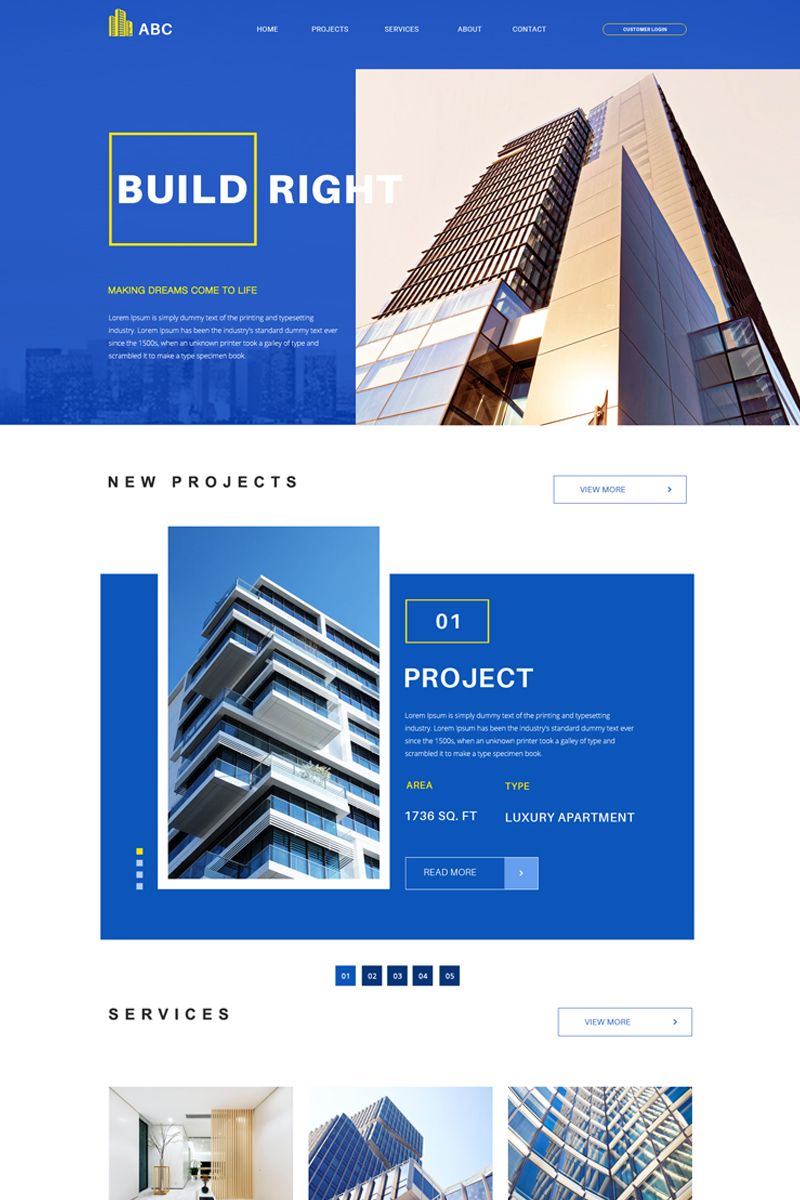 ABC
HOME
PROJECTS
SERVICES
ABOUT
CONTACT
CUSTOMER LOGIN
BUILD RIGHT
MAKING DREAMS COME TO LIFE
Lorem Ipsum is simply dummy text of the printing and typesetting
industry. Lorem Ipsum has been the industry's standard dummy text ever
since the 1500s, when an unknown printer took a galley of type and
scrambled it to make a type specimen book.
NEW PROJECTS
VIEW MORE
01
PROJECT
Lorem Ipsum is simply dummy text of the printing and typesetting
industry. Lorem Ipsum has been the industry's standard dummy text ever
since the 1500s, when an unknown printer took a galley of type and
scrambled it to make a type specimen book.
AREA
1736 SQ. FT
TYPE
LUXURY APARTMENT
READ MORE
01
02
03
04
05
SERVICES
VIEW MORE